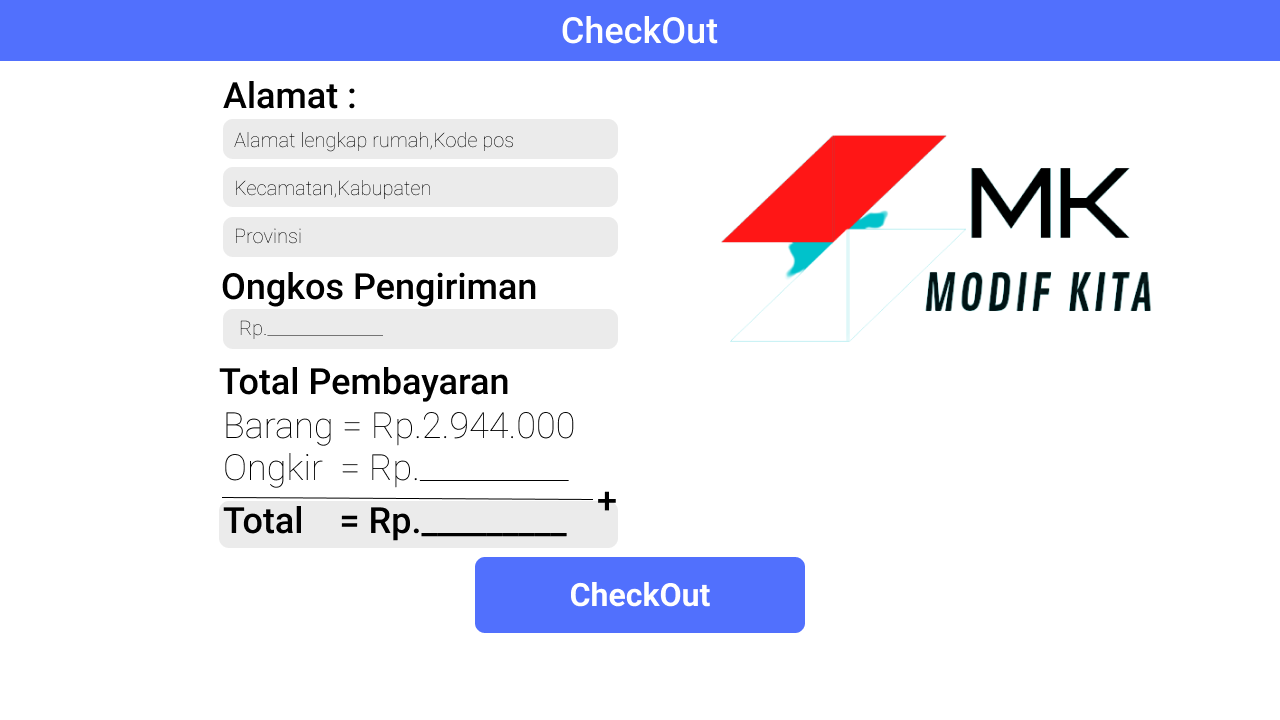 CheckOut
Alamat :
Alamat lengkap rumah,Kode pos
Kecamatan,Kabupaten
Provinsi
Ongkos Pengiriman
Rp.____________
Total Pembayaran
Barang = Rp.2.944.000
Ongkir = Rp.________
+
Total = Rp.________
CheckOut
MK
MODIF KITA